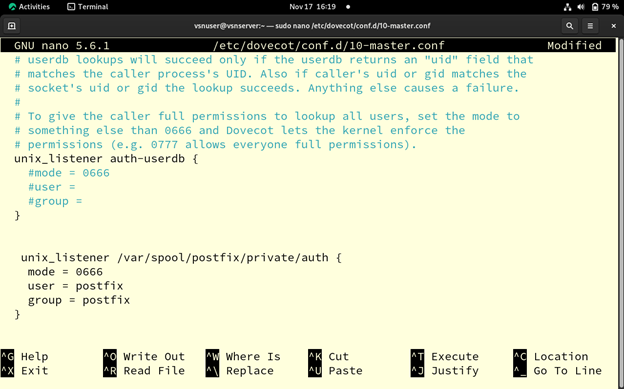 Activities Terminal Nov 17 16:19 79 %
vsnuser@vsnserver:~ — sudo nano /etc/dovecot/conf.d/10-master.conf
GNU nano 5.6.1 /etc/dovecot/conf.d/10-master.conf Modified
# userdb lookups will succeed only if the userdb returns an "uid" field that
# matches the caller process's UID. Also if caller's uid or gid matches the
# socket's uid or gid the lookup succeeds. Anything else causes a failure.
#
# To give the caller full permissions to lookup all users, set the mode to
# something else than 0666 and Dovecot lets the kernel enforce the
# permissions (e.g. 0777 allows everyone full permissions).
unix_listener auth-userdb {
#mode = 0666
#user =
#group =
}
unix_listener /var/spool/postfix/private/auth {
mode = 0666
user = postfix
group = postfix
}
^G Help ^O Write Out ^W Where Is ^K Cut ^T Execute ^C Location
^X Exit ^R Read File ^\ Replace ^U Paste ^J Justify ^_ Go To Line